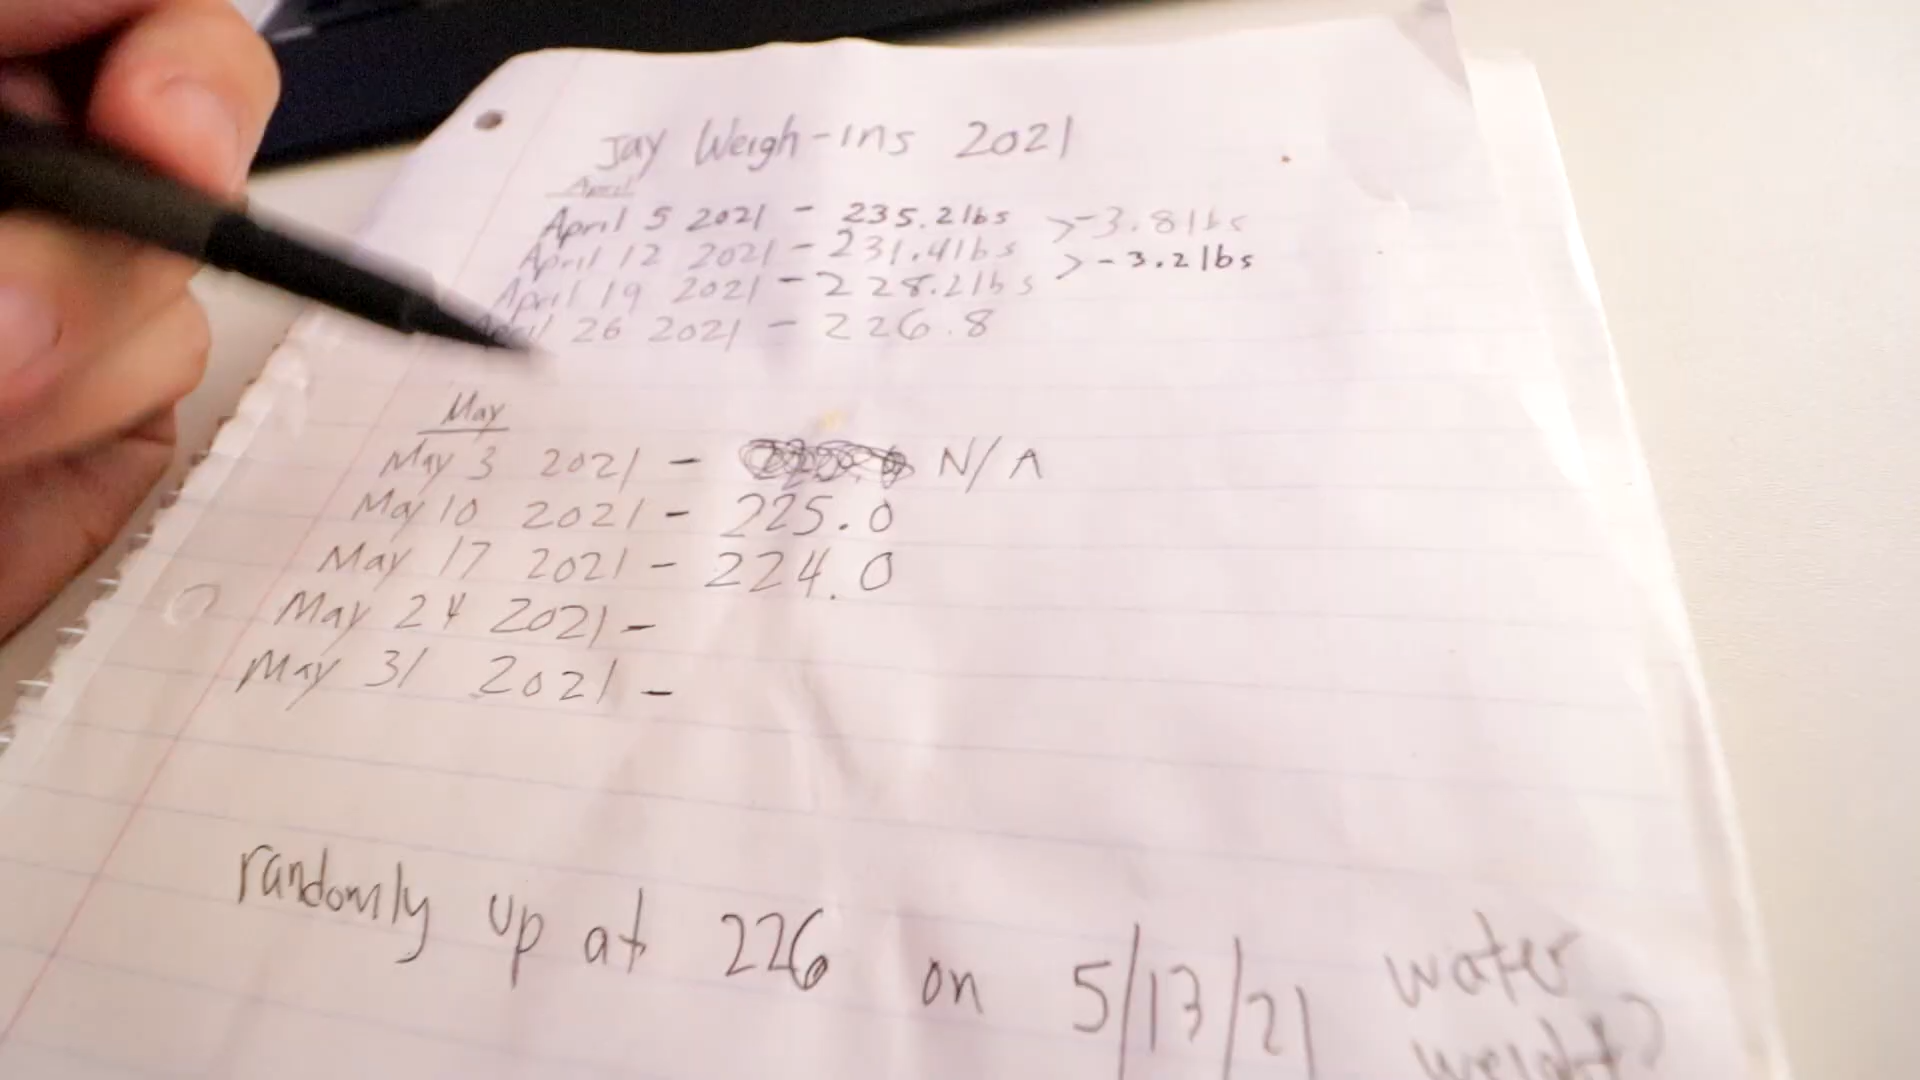 Jay Weigh-ins 2021
April
April 5 2021 - 235.2lbs >-3.8lbs
April 12 2021 - 231.4lbs >-3.2lbs
April 19 2021 - 228.2lbs
April 26 2021 - 226.8
May
May 3 2021 - N/A
May 10 2021 - 225.0
May 17 2021 - 224.0
May 24 2021 -
May 31 2021 -
randomly up at 226 on 5/13/21 water
weight?